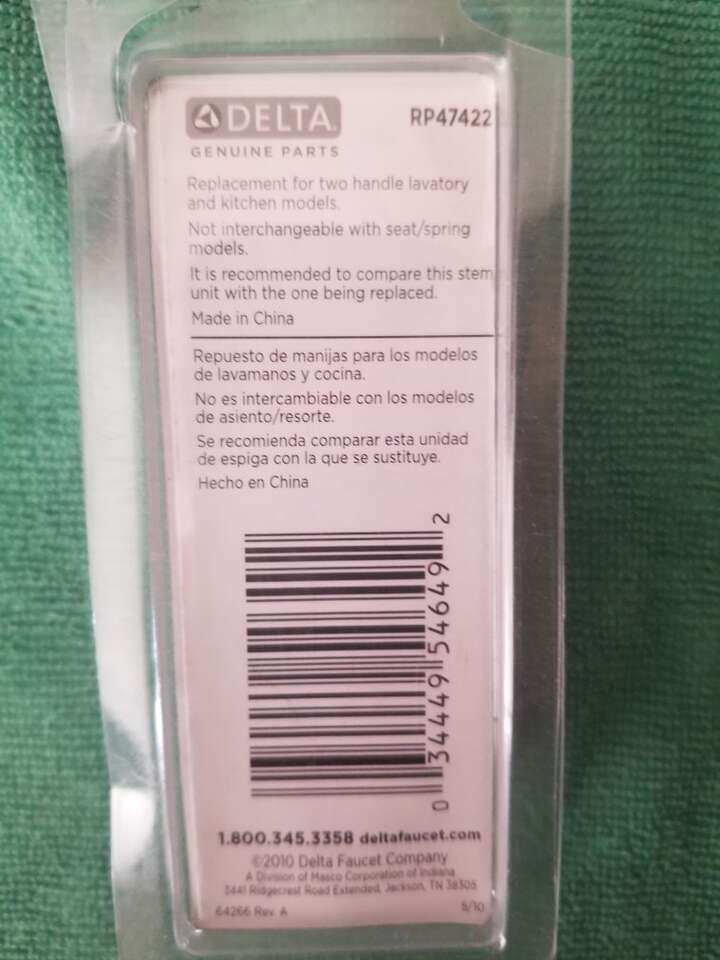 DELTA
RP47422
GENUINE PARTS
Replacement for two handle lavatory
and kitchen models.
Not interchangeable with seat/spring
models.
It is recommended to compare this stem
unit with the one being replaced.
Made in China
Repuesto de manijas para los modelos
de lavamanos y cocina.
No es intercambiable con los modelos
de asiento/resorte.
Se recomienda comparar esta unidad
de espiga con la que se sustituye.
Hecho en China
0 34449 54649 2
1.800.345.3358 deltafaucet.com
©2010 Delta Faucet Company
A Division of Masco Corporation of Indiana
3441 Ridgecrest Road Extended, Jackson, TN 38305
64266 Rev. A
5/10